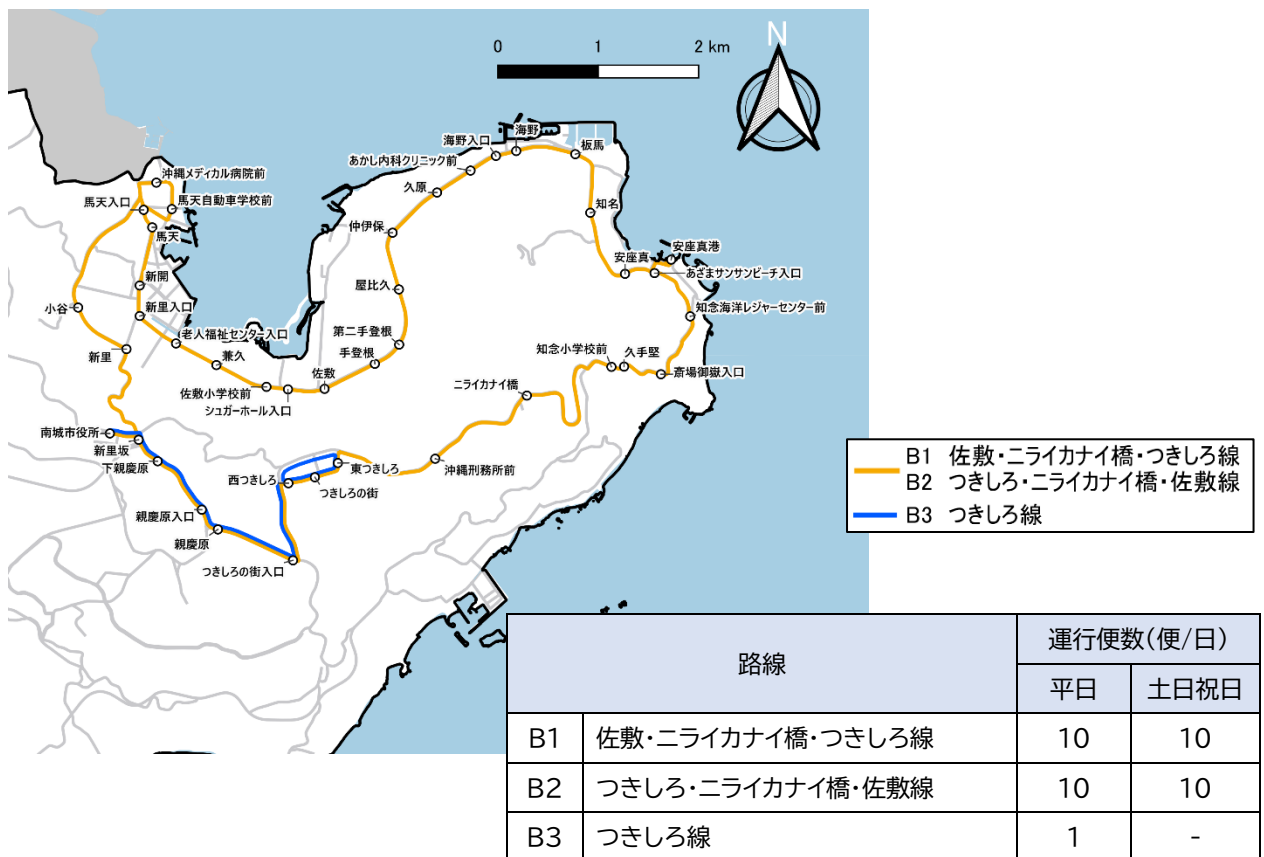 0 1 2 km
N
海野
海野入口
板馬
あかし内科クリニック前
沖縄メディカル病院前
久原
馬天入口
馬天自動車学校前
知名
馬天
仲伊保
安座真港
安座真
あざまサンサンビーチ入口
新開
屋比久
小谷
新里入口
知念海洋レジャーセンター前
老人福祉センター入口
第二手登根
新里
兼久
手登根
知念小学校前
久手堅
佐敷
斎場御嶽入口
佐敷小学校前
ニライカナイ橋
シュガーホール入口
南城市役所
新里坂
下親慶原
東つきしろ
沖縄刑務所前
西つきしろ
つきしろの街
親慶原入口
親慶原
つきしろの街入口
B1 佐敷・ニライカナイ橋・つきしろ線
B2 つきしろ・ニライカナイ橋・佐敷線
B3 つきしろ線
路線 運行便数(便/日)
平日 土日祝日
B1 佐敷・ニライカナイ橋・つきしろ線 10 10
B2 つきしろ・ニライカナイ橋・佐敷線 10 10
B3 つきしろ線 1 -